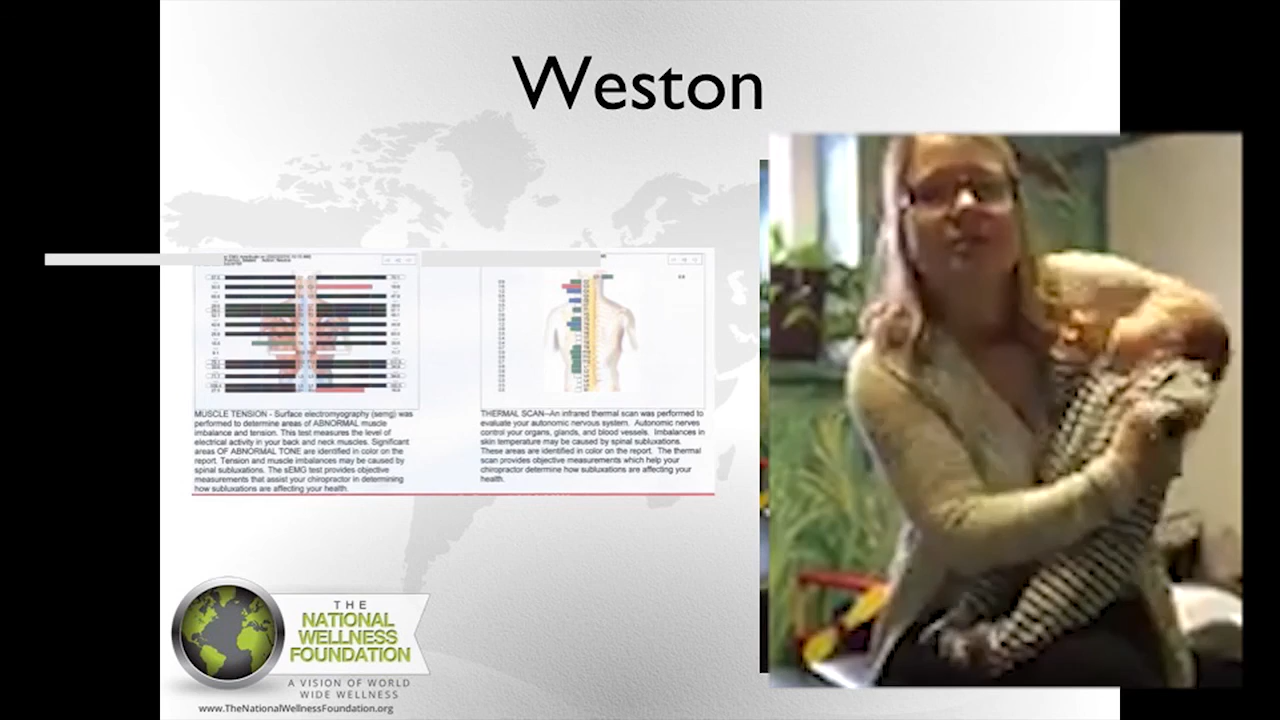 Weston
MUSCLE TENSION - Surface electromyography (semg) was
performed to determine areas of ABNORMAL muscle
imbalance and tension. This test measures the level of
electrical activity in your back and neck muscles. Significant
areas OF ABNORMAL TONE are identified in color on the
report. Tension and muscle imbalances may be caused by
spinal subluxations. The sEMG test provides objective
measurements that assist your chiropractor in determining
how subluxations are affecting your health.
THERMAL SCAN--An infrared thermal scan was performed to
evaluate your autonomic nervous system. Autonomic nerves
control your organs, glands, and blood vessels. Imbalances in
skin temperature may be caused by spinal subluxations.
These areas are identified in color on the report. The thermal
scan provides objective measurements which help your
chiropractor determine how subluxations are affecting your
health.
THE
NATIONAL
WELLNESS
FOUNDATION
A VISION OF WORLD
WIDE WELLNESS
www.TheNationalWellnessFoundation.org